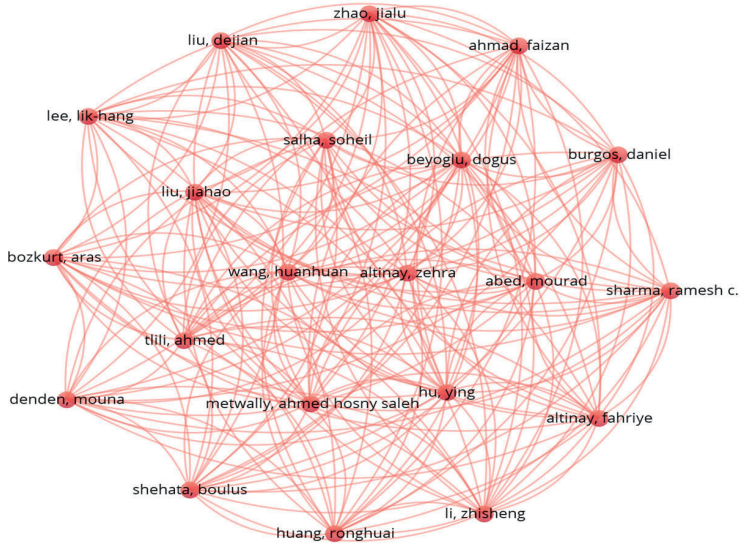 zhao, jialu
liu, dejian
ahmad, faizan
lee, lik-hang
salha, soheil
beyoglu, dogus
burgos, daniel
liu, jiahao
bozkurt, aras
wang, huanhuan
altinay, zehra
abed, mourad
sharma, ramesh c.
tlili, ahmed
denden, mouna
metwally, ahmed hosny saleh
hu, ying
altinay, fahriye
shehata, boulus
li, zhisheng
huang, ronghuai